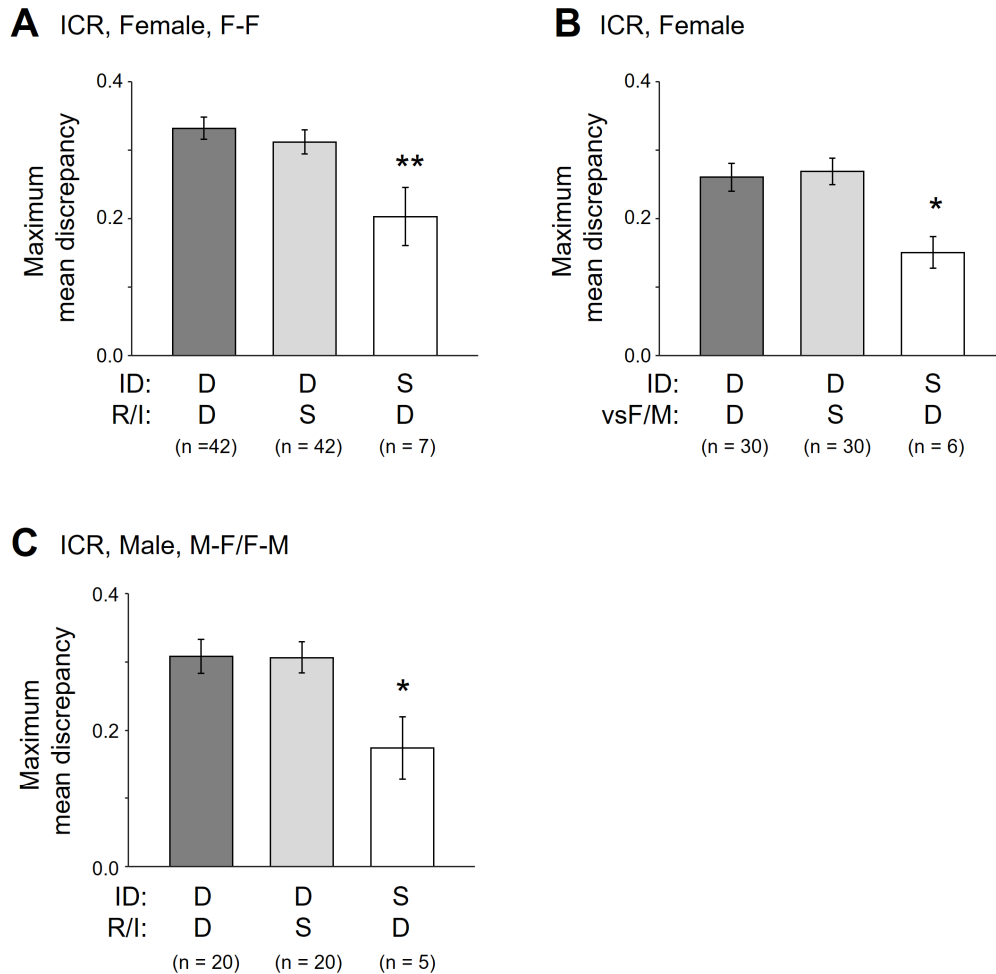 A ICR, Female, F-F
0.4
0.2
0.0
Maximum
mean discrepancy
**
ID: D D S
R/I: D S D
(n =42) (n = 42) (n = 7)
B ICR, Female
0.4
0.2
0.0
Maximum
mean discrepancy
*
ID: D D S
vsF/M: D S D
(n = 30) (n = 30) (n = 6)
C ICR, Male, M-F/F-M
0.4
0.2
0.0
Maximum
mean discrepancy
*
ID: D D S
R/I: D S D
(n = 20) (n = 20) (n = 5)